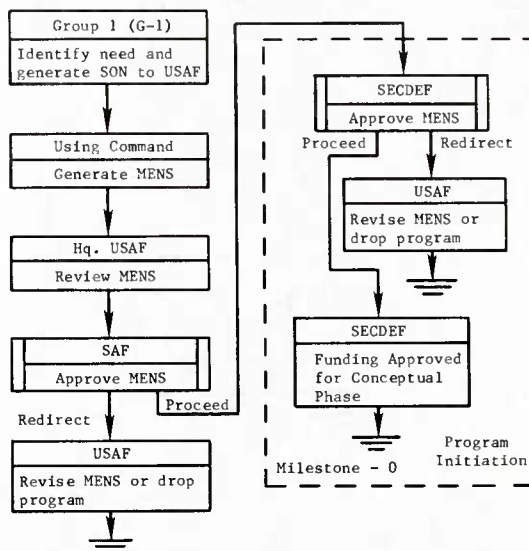 Group 1 (G-1)
Identify need and
generate SON to USAF
Using Command
Generate MENS
Hq. USAF
Review MENS
SAF
Approve MENS
Redirect
Proceed
USAF
Revise MENS or drop
program
SECDEF
Approve MENS
Proceed
Redirect
USAF
Revise MENS or
drop program
SECDEF
Funding Approved
for Conceptual
Phase
Program
Initiation
Milestone - 0